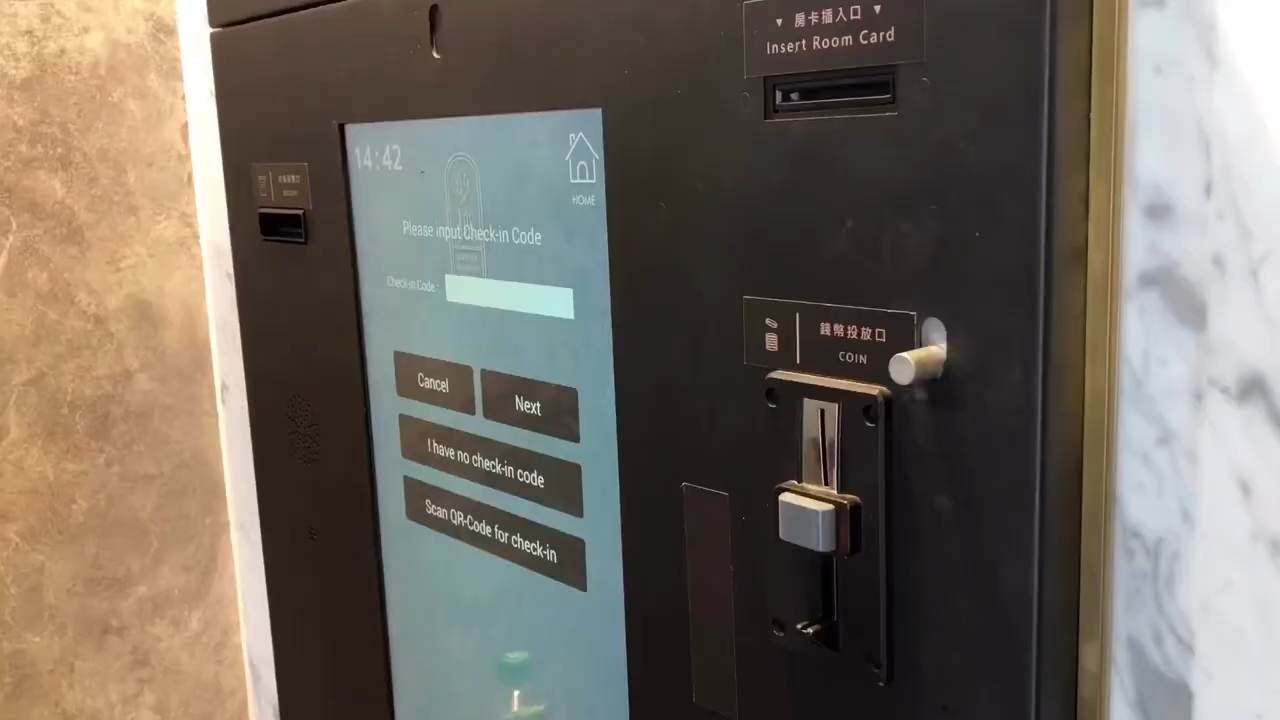 ▼ 房卡插入口 ▼
Insert Room Card
14:42
HOME
Please input Check-in Code
Check-in Code :
錢幣投放口
COIN
Cancel
Next
I have no check-in code
Scan QR-Code for check-in